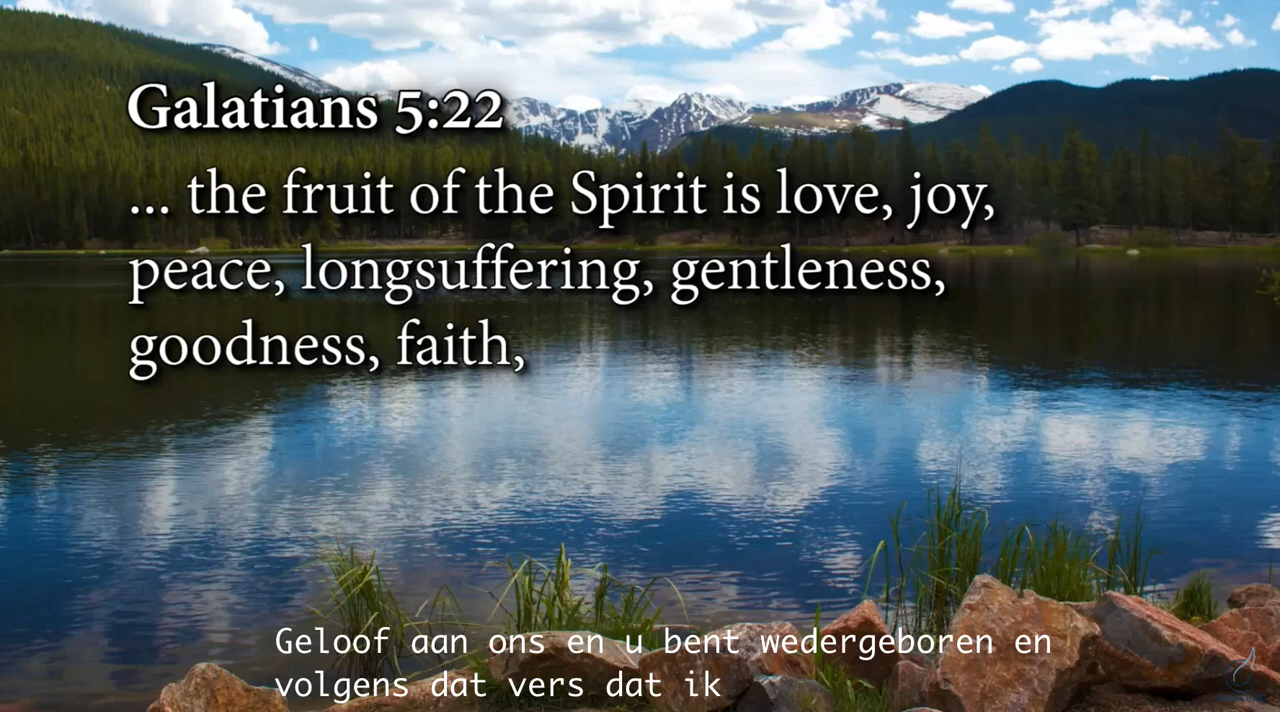 Galatians 5:22
... the fruit of the Spirit is love, joy,
peace, longsuffering, gentleness,
goodness, faith,
Geloof aan ons en u bent wedergeboren en
volgens dat vers dat ik